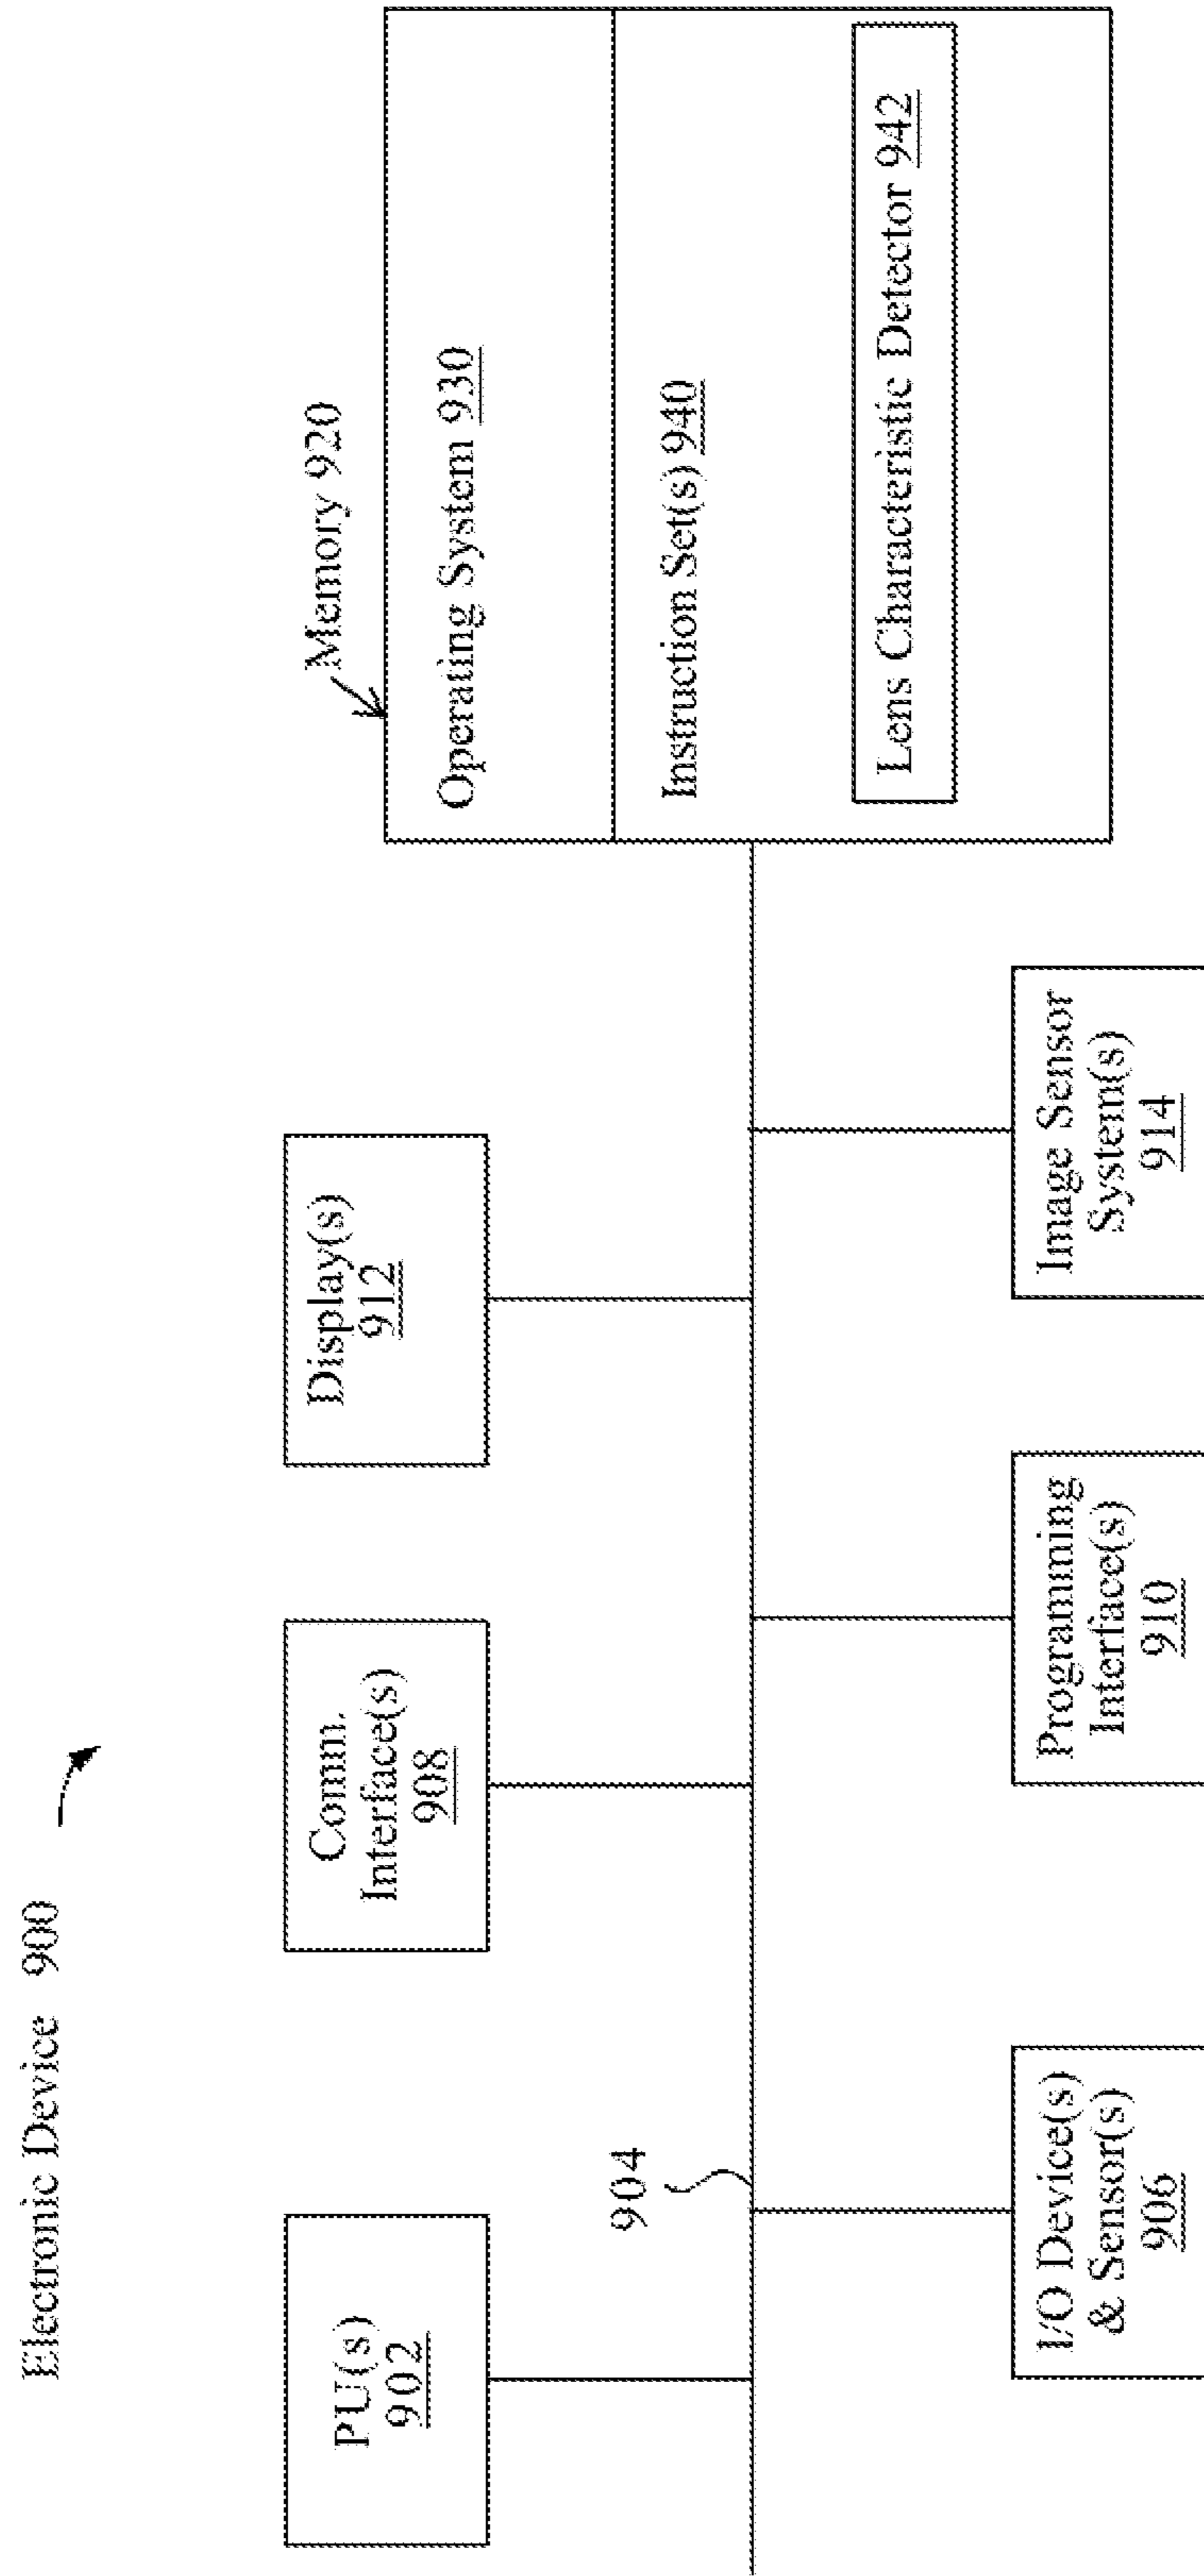 Electronic Device 900
Memory 920
PU(s)
902
Comm.
Interface(s)
908
Display(s)
912
Operating System 930
Instruction Set(s) 940
Lens Characteristic Detector 942
904
I/O Device(s)
& Sensor(s)
906
Programming
Interface(s)
910
Image Sensor
System(s)
914